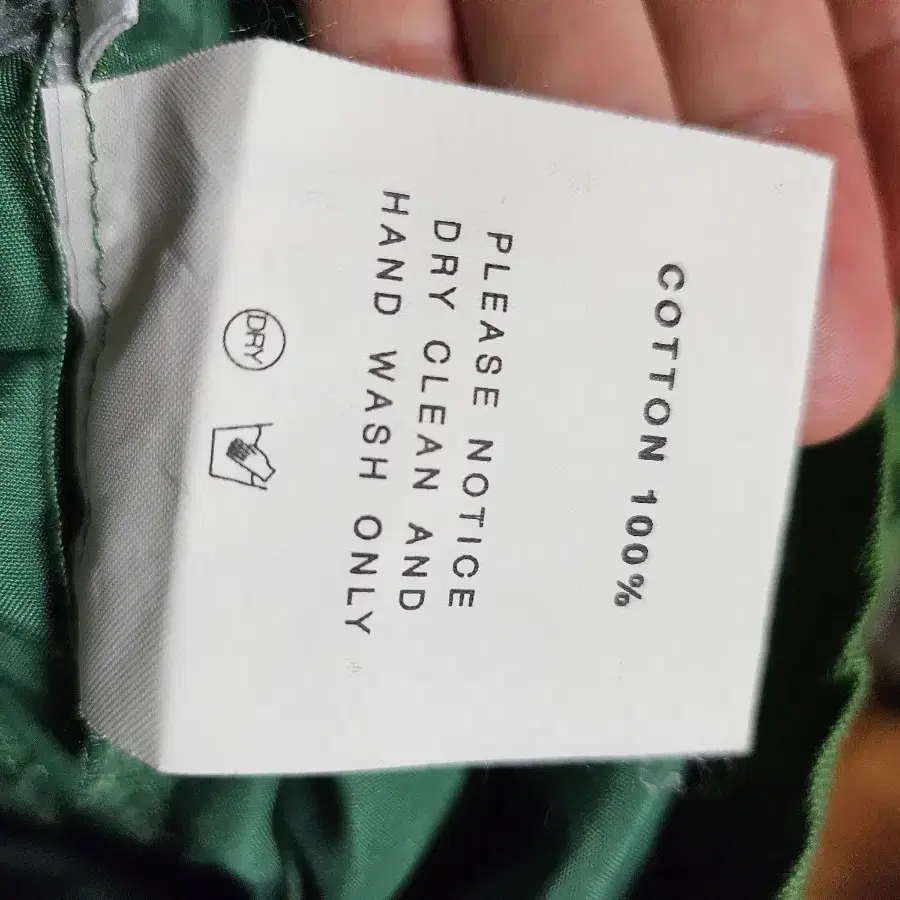 COTTON 100%
PLEASE NOTICE
DRY CLEAN AND
HAND WASH ONLY
DRY